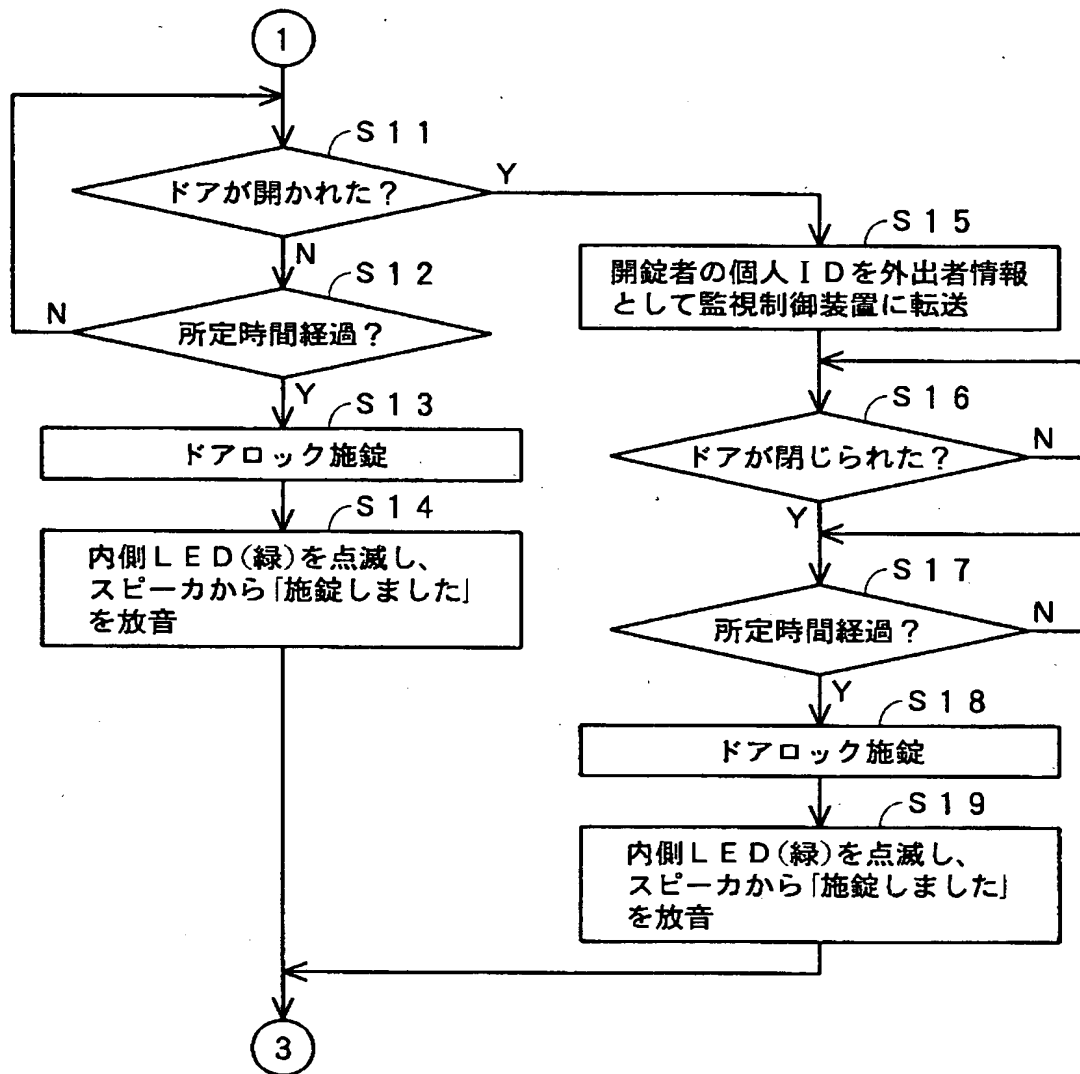 1
S11
ドアが開かれた?
Y
N
S12
所定時間経過?
N
Y
S13
ドアロック施錠
S14
内側LED(緑)を点滅し、
スピーカから「施錠しました」
を放音
S15
開錠者の個人IDを外出者情報
として監視制御装置に転送
S16
ドアが閉じられた?
N
Y
S17
所定時間経過?
N
Y
S18
ドアロック施錠
S19
内側LED(緑)を点滅し、
スピーカから「施錠しました」
を放音
3